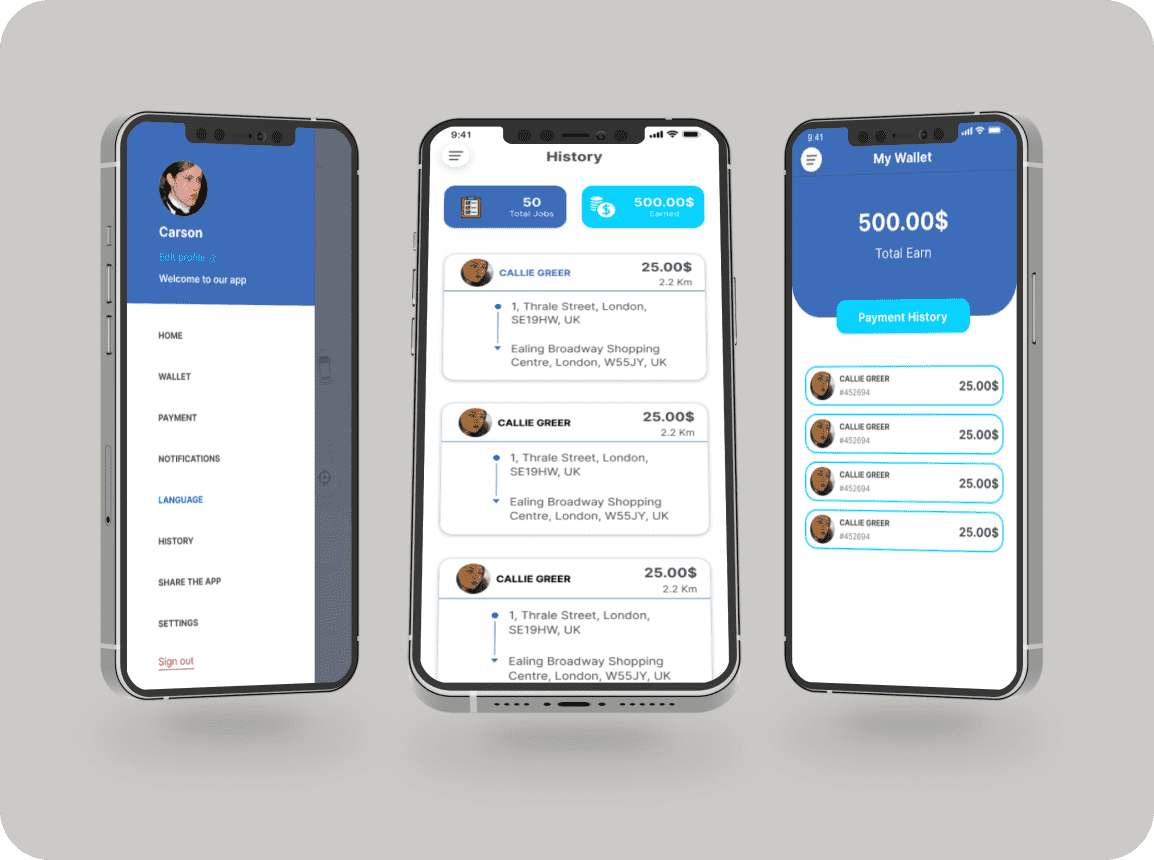 Carson
Edit profile
Welcome to our app
HOME
WALLET
PAYMENT
NOTIFICATIONS
LANGUAGE
HISTORY
SHARE THE APP
SETTINGS
Sign out
9:41
History
50
Total Jobs
500.00$
Earned
CALLIE GREER
25.00$
2.2 Km
1, Thrale Street, London,
SE19HW, UK
Ealing Broadway Shopping
Centre, London, W55JY, UK
CALLIE GREER
25.00$
2.2 Km
1, Thrale Street, London,
SE19HW, UK
Ealing Broadway Shopping
Centre, London, W55JY, UK
CALLIE GREER
25.00$
2.2 Km
1, Thrale Street, London,
SE19HW, UK
Ealing Broadway Shopping
Centre, London, W55JY, UK
9:41
My Wallet
500.00$
Total Earn
Payment History
CALLIE GREER
#452694
25.00$
CALLIE GREER
#452694
25.00$
CALLIE GREER
#452694
25.00$
CALLIE GREER
#452694
25.00$